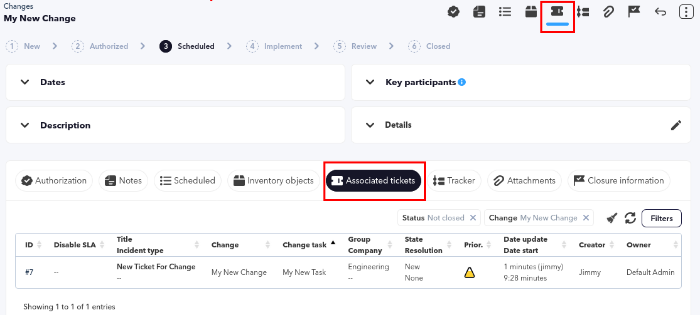 Changes
My New Change
1 New 2 Authorized 3 Scheduled 4 Implement 5 Review 6 Closed
Dates Key participants
Description Details
Authorization Notes Scheduled Inventory objects Associated tickets Tracker Attachments Closure information
Status Not closed Change My New Change Filters
ID Disable SLA Title Change Change task Group State Prior. Date update Creator Owner
Incident type Company Resolution Date start
#7 -- New Ticket For Change My New Change My New Task Engineering New 1 minutes (jimmy) Jimmy Default Admin
-- -- None 9:28 minutes
Showing 1 to 1 of 1 entries